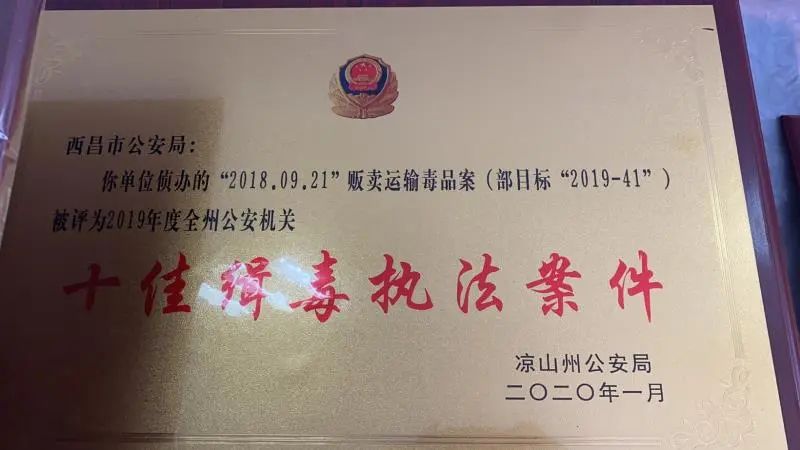 西昌市公安局：
你单位侦办的“2018.09.21”贩卖运输毒品案（部目标“2019-41”）
被评为2019年度全州公安机关
十佳缉毒执法案件
凉山州公安局
二〇二〇年一月